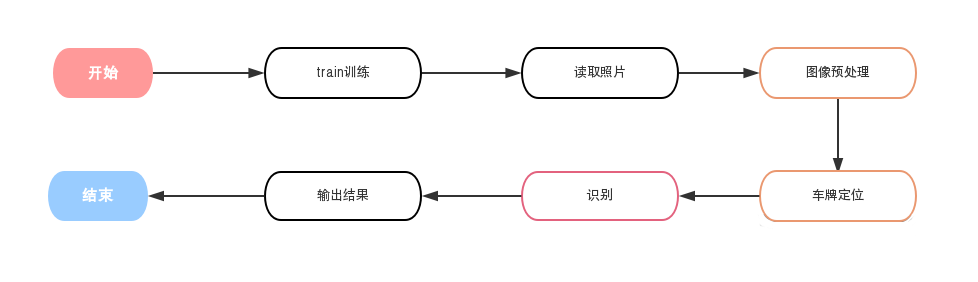 开始
train训练
读取照片
图像预处理
车牌定位
识别
输出结果
结束